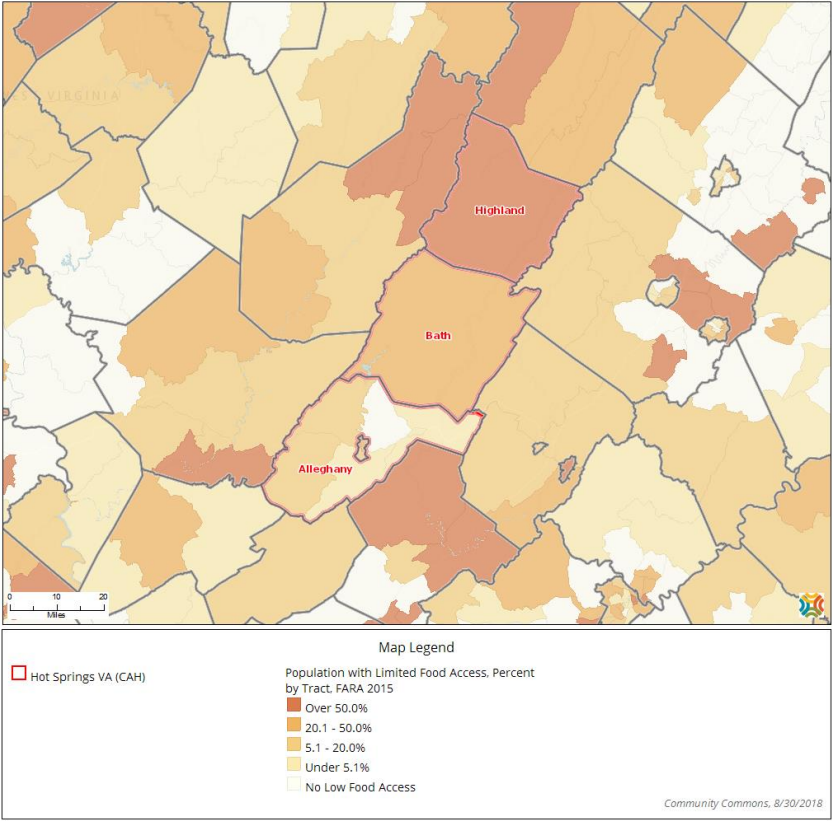 VIRGINIA
Highland
Bath
Alleghany
0 10 20
Miles
Map Legend
Hot Springs VA (CAH)
Population with Limited Food Access, Percent
by Tract, FARA 2015
Over 50.0%
20.1 - 50.0%
5.1 - 20.0%
Under 5.1%
No Low Food Access
Community Commons, 8/30/2018